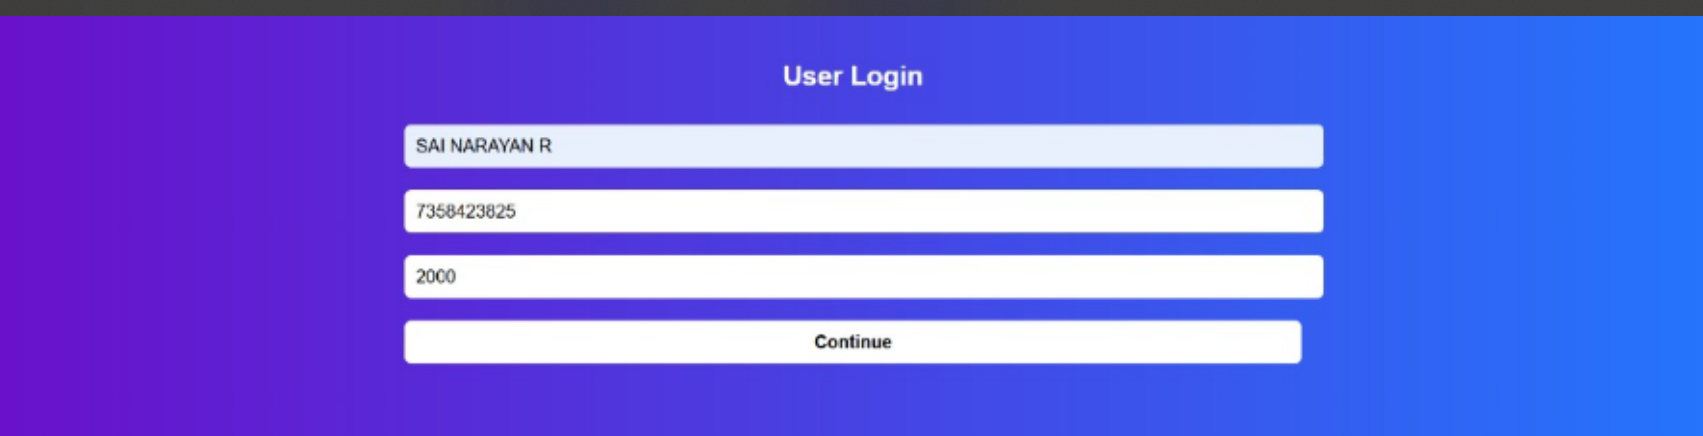 User Login
SAI NARAYAN R
7358423825
2000
Continue